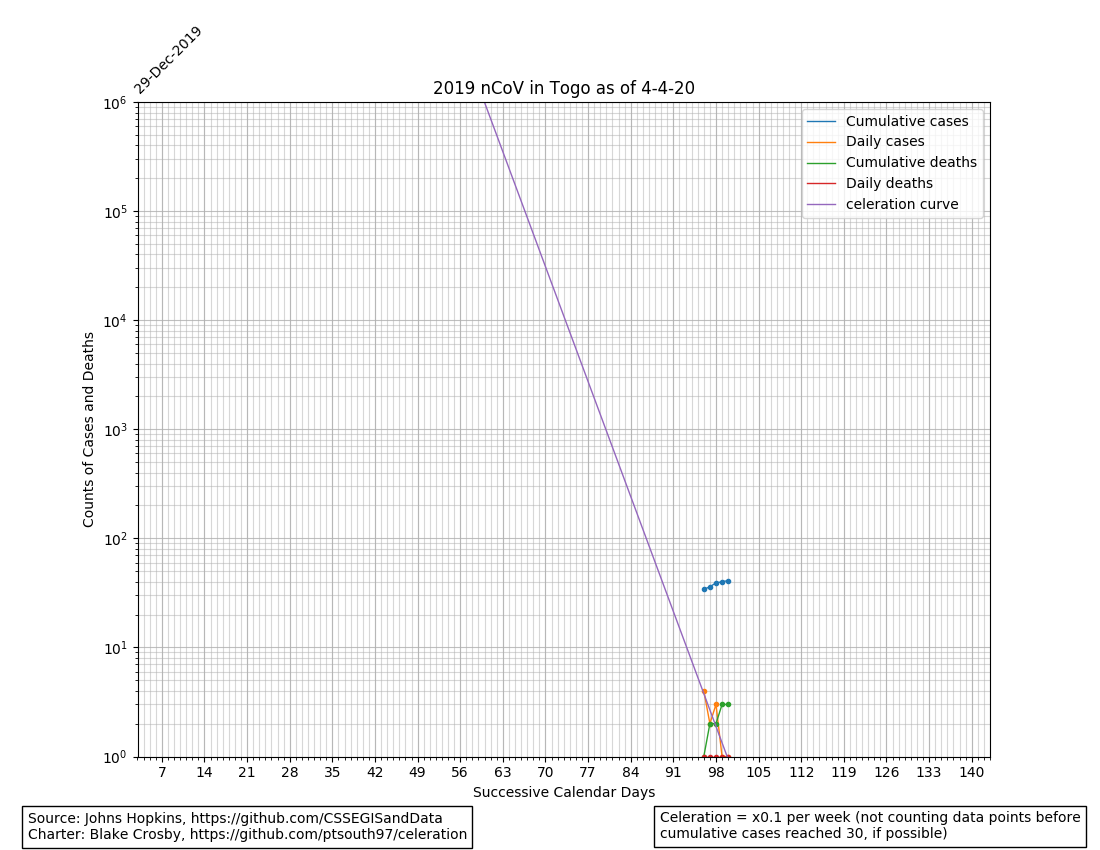 29-Dec-2019
2019 nCoV in Togo as of 4-4-20
Cumulative cases
Daily cases
Cumulative deaths
Daily deaths
celeration curve
Counts of Cases and Deaths
10^6
10^5
10^4
10^3
10^2
10^1
10^0
7 14 21 28 35 42 49 56 63 70 77 84 91 98 105 112 119 126 133 140
Successive Calendar Days
Source: Johns Hopkins, https://github.com/CSSEGISandData
Charter: Blake Crosby, https://github.com/ptsouth97/celeration
Celeration = x0.1 per week (not counting data points before
cumulative cases reached 30, if possible)